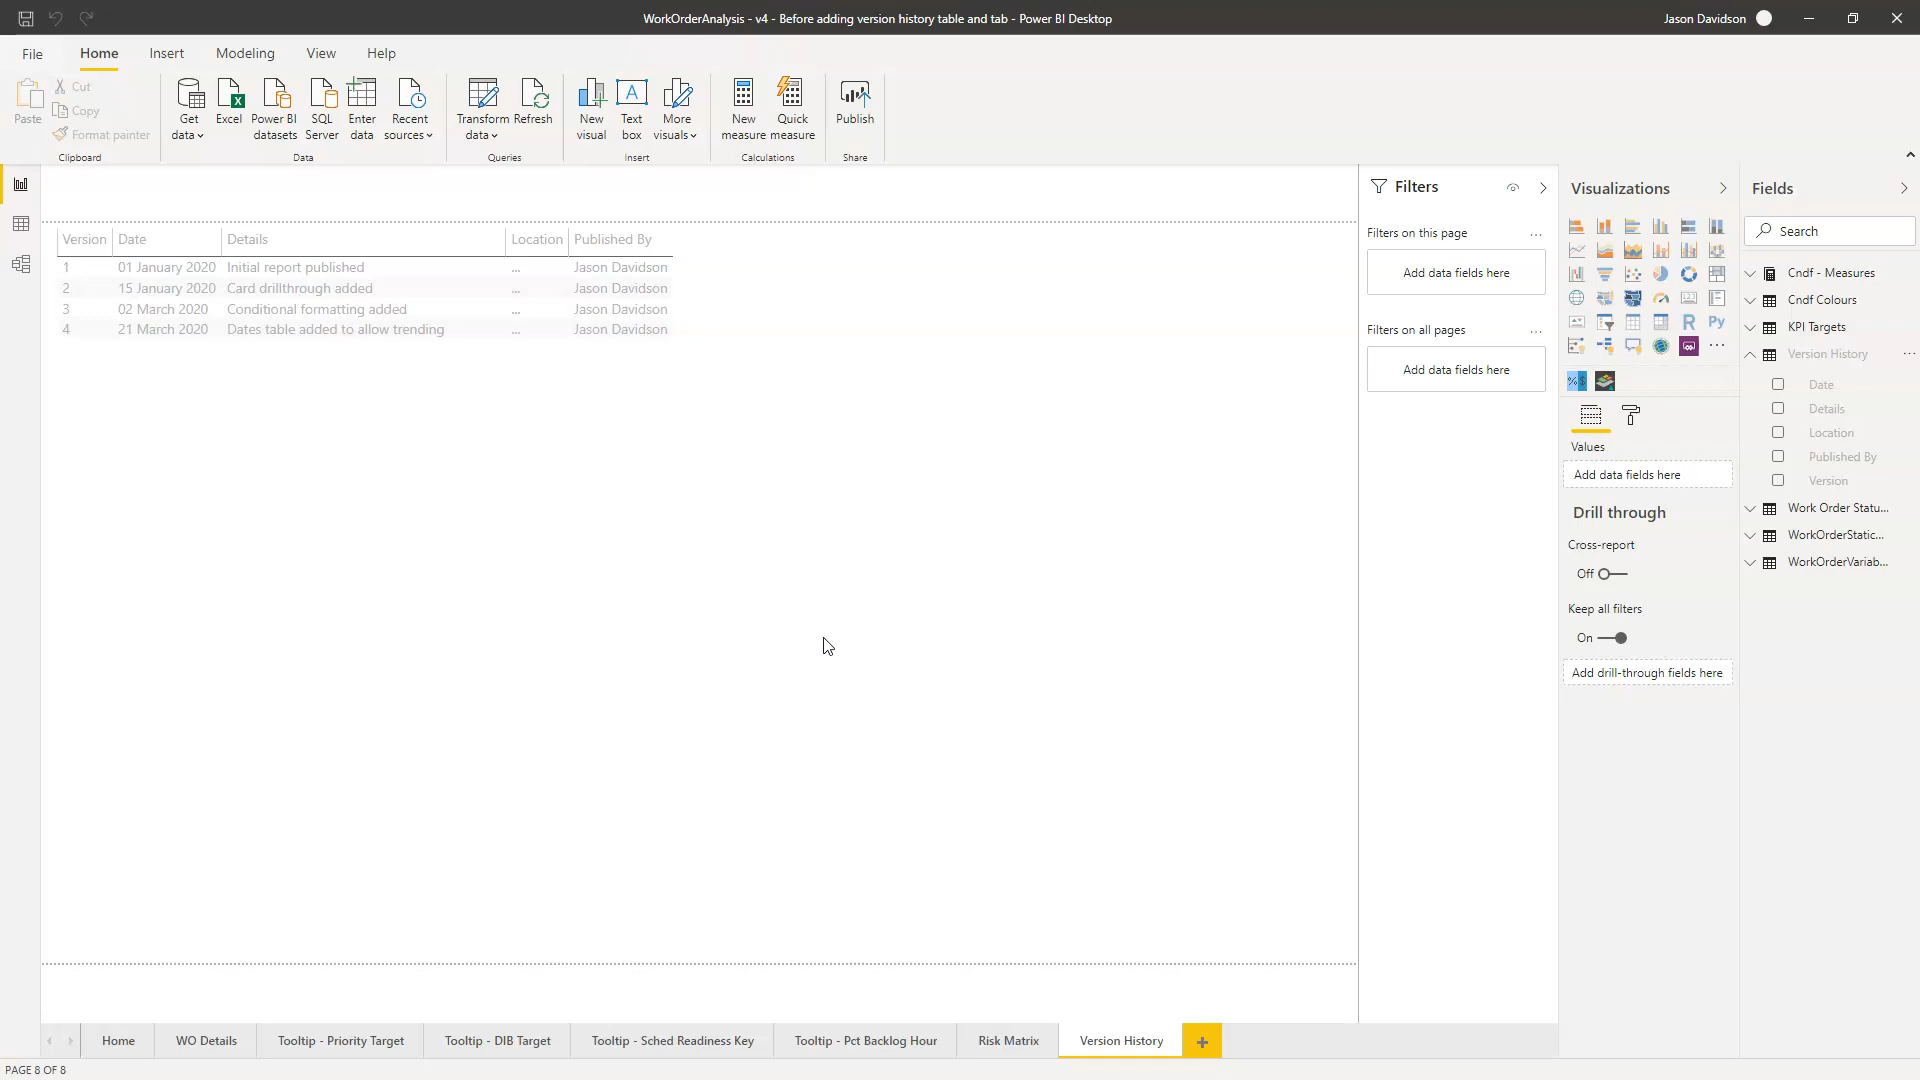 WorkOrderAnalysis - v4 - Before adding version history table and tab - Power BI Desktop
Jason Davidson
File Home Insert Modeling View Help
Paste
Cut
Copy
Format painter
Clipboard
Get data
Excel
Power BI datasets
SQL Server
Enter data
Recent sources
Data
Transform data
Refresh
Queries
New visual
Text box
More visuals
Insert
New measure
Quick measure
Calculations
Publish
Share
Version Date Details Location Published By
1 01 January 2020 Initial report published ... Jason Davidson
2 15 January 2020 Card drillthrough added ... Jason Davidson
3 02 March 2020 Conditional formatting added ... Jason Davidson
4 21 March 2020 Dates table added to allow trending ... Jason Davidson
Filters
Filters on this page ...
Add data fields here
Filters on all pages ...
Add data fields here
Visualizations
R Py
Values
Add data fields here
Drill through
Cross-report
Off
Keep all filters
On
Add drill-through fields here
Fields
Search
Cndf - Measures
Cndf Colours
KPI Targets
Version History ...
Date
Details
Location
Published By
Version
Work Order Statu...
WorkOrderStatic...
WorkOrderVariab...
Home WO Details Tooltip - Priority Target Tooltip - DIB Target Tooltip - Sched Readiness Key Tooltip - Pct Backlog Hour Risk Matrix Version History +
PAGE 8 OF 8